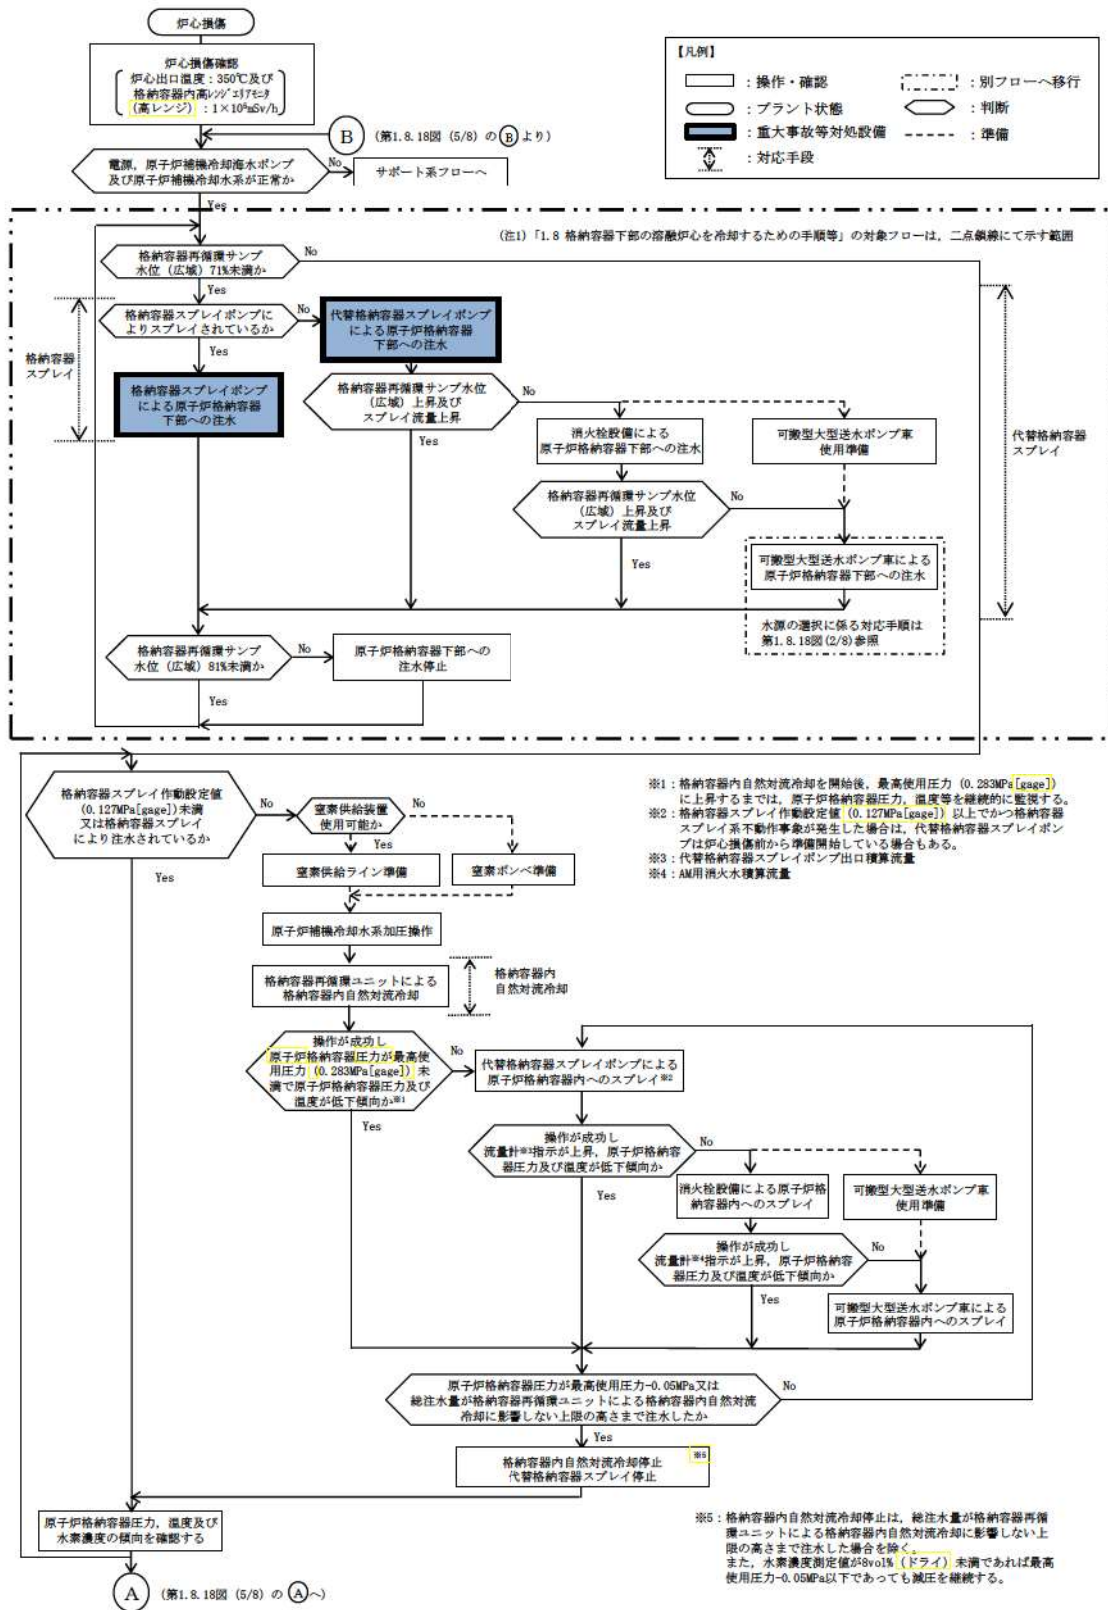 炉心損傷
炉心損傷確認
炉心出口温度：350℃及び
格納容器内高レンジエリアモニタ
(高レンジ)：1×10⁵mSv/h
B
(第1.8.18図 (5/8) の Ⓑ より)
【凡例】
：操作・確認
：プラント状態
：重大事故等対処設備
：対応手段
：別フローへ移行
：判断
：準備
電源，原子炉補機冷却海水ポンプ
及び原子炉補機冷却水系が正常か
No
サポート系フローへ
Yes
(注1)「1.8 格納容器下部の溶融炉心を冷却するための手順等」の対象フローは，二点鎖線にて示す範囲
格納容器再循環サンプ
水位（広域）71%未満か
No
Yes
格納容器
スプレイ
格納容器スプレイポンプに
よりスプレイされているか
No
Yes
代替格納容器スプレイポンプ
による原子炉格納容器
下部への注水
格納容器スプレイポンプ
による原子炉格納容器
下部への注水
格納容器再循環サンプ水位
（広域）上昇及び
スプレイ流量上昇
No
Yes
消火栓設備による
原子炉格納容器下部への注水
可搬型大型送水ポンプ車
使用準備
代替格納容器
スプレイ
格納容器再循環サンプ水位
（広域）上昇及び
スプレイ流量上昇
No
Yes
可搬型大型送水ポンプ車による
原子炉格納容器下部への注水
水源の選択に係る対応手順は
第1.8.18図(2/8)参照
格納容器再循環サンプ
水位（広域）81%未満か
No
原子炉格納容器下部への
注水停止
Yes
格納容器スプレイ作動設定値
(0.127MPa[gage])未満
又は格納容器スプレイ
により注水されているか
No
Yes
窒素供給装置
使用可能か
No
Yes
窒素供給ライン準備
窒素ボンベ準備
原子炉補機冷却水系加圧操作
格納容器再循環ユニットによる
格納容器内自然対流冷却
格納容器内
自然対流冷却
※1：格納容器内自然対流冷却を開始後，最高使用圧力 (0.283MPa[gage])
に上昇するまでは，原子炉格納容器圧力，温度等を継続的に監視する。
※2：格納容器スプレイ作動設定値 (0.127MPa[gage]) 以上でかつ格納容器
スプレイ系不動作事象が発生した場合は，代替格納容器スプレイポン
プは炉心損傷前から準備開始している場合もある。
※3：代替格納容器スプレイポンプ出口積算流量
※4：AM用消火水積算流量
操作が成功し
原子炉格納容器圧力が最高使
用圧力 (0.283MPa[gage]) 未
満で原子炉格納容器圧力及び
温度が低下傾向か※1
No
Yes
代替格納容器スプレイポンプによる
原子炉格納容器内へのスプレイ※2
操作が成功し
流量計※3指示が上昇，原子炉格納容
器圧力及び温度が低下傾向か
No
Yes
消火栓設備による原子炉格
納容器内へのスプレイ
可搬型大型送水ポンプ車
使用準備
操作が成功し
流量計※4指示が上昇，原子炉格納容
器圧力及び温度が低下傾向か
No
Yes
可搬型大型送水ポンプ車による
原子炉格納容器内へのスプレイ
原子炉格納容器圧力が最高使用圧力-0.05MPa又は
総注水量が格納容器再循環ユニットによる格納容器内自然対流
冷却に影響しない上限の高さまで注水したか
No
Yes
格納容器内自然対流冷却停止
代替格納容器スプレイ停止
※5
原子炉格納容器圧力，温度及び
水素濃度の傾向を確認する
※5：格納容器内自然対流冷却停止は，総注水量が格納容器再循
環ユニットによる格納容器内自然対流冷却に影響しない上
限の高さまで注水した場合を除く。
また，水素濃度測定値が8vol% （ドライ）未満であれば最高
使用圧力-0.05MPa以下であっても減圧を継続する。
A
(第1.8.18図 (5/8) の Ⓐ へ)